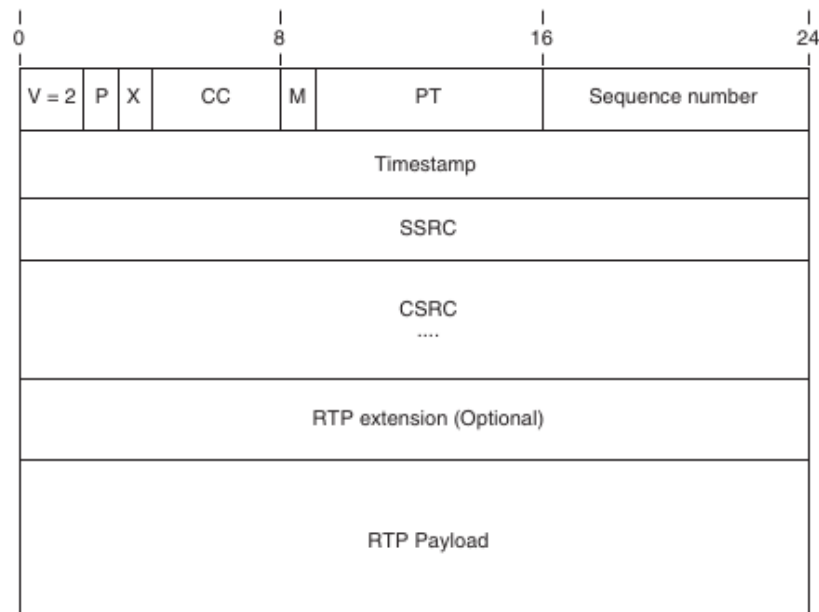 0 8 16 24
V = 2 P X CC M PT Sequence number
Timestamp
SSRC
CSRC
....
RTP extension (Optional)
RTP Payload